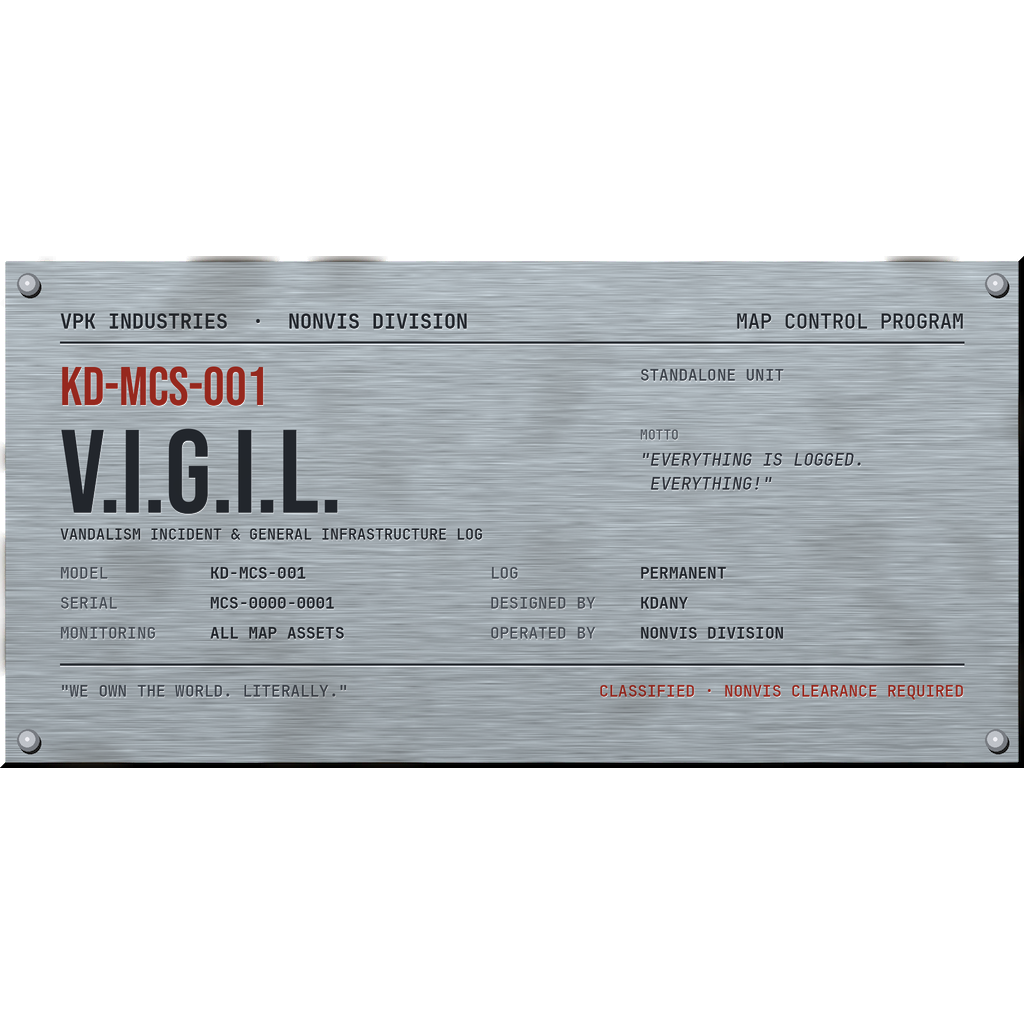 VPK INDUSTRIES · NONVIS DIVISION
MAP CONTROL PROGRAM
KD-MCS-001
STANDALONE UNIT
V.I.G.I.L.
MOTTO
"EVERYTHING IS LOGGED.
EVERYTHING!"
VANDALISM INCIDENT & GENERAL INFRASTRUCTURE LOG
MODEL KD-MCS-001 LOG PERMANENT
SERIAL MCS-0000-0001 DESIGNED BY KDANY
MONITORING ALL MAP ASSETS OPERATED BY NONVIS DIVISION
"WE OWN THE WORLD. LITERALLY."
CLASSIFIED · NONVIS CLEARANCE REQUIRED